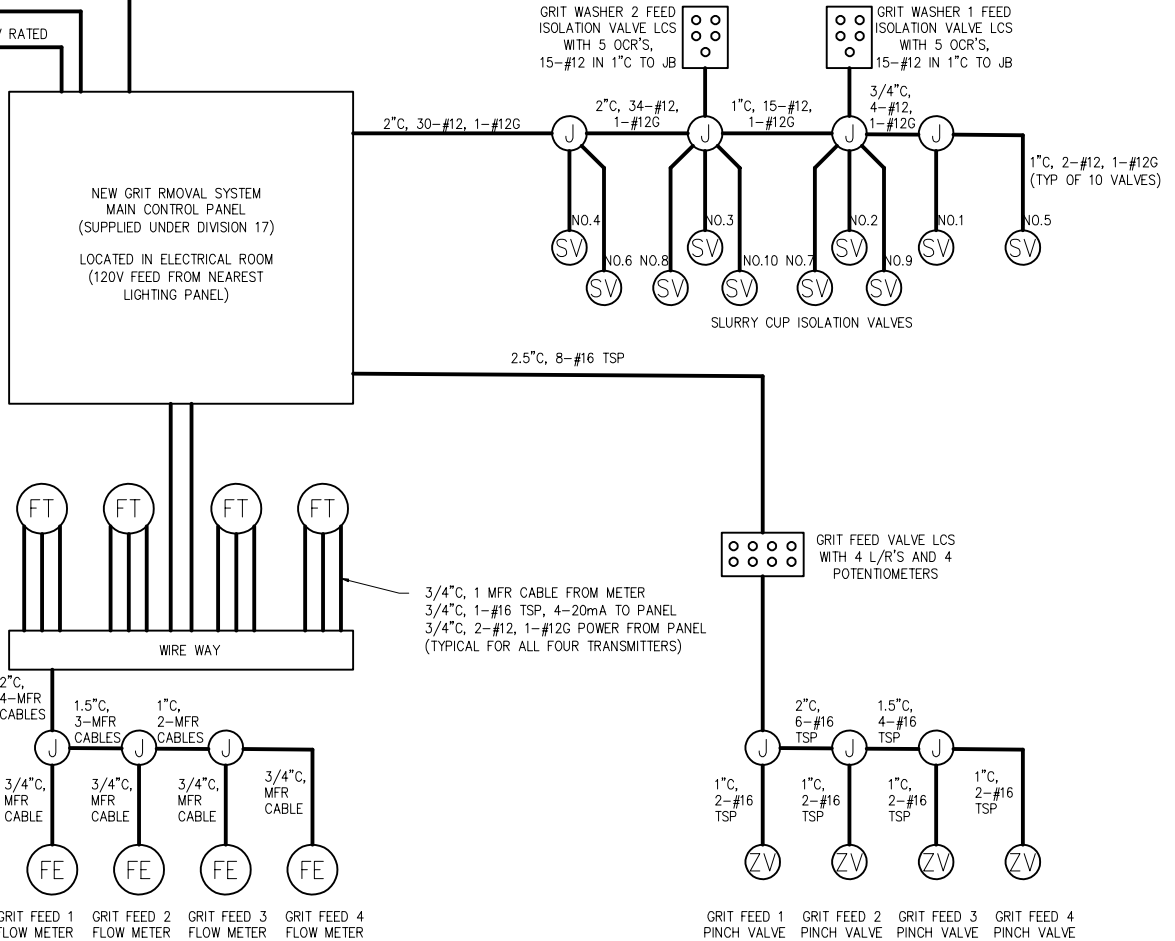 / RATED
GRIT WASHER 2 FEED
ISOLATION VALVE LCS
WITH 5 OCR'S,
15-#12 IN 1"C TO JB
GRIT WASHER 1 FEED
ISOLATION VALVE LCS
WITH 5 OCR'S,
15-#12 IN 1"C TO JB
2"C, 30-#12, 1-#12G
2"C, 34-#12,
1-#12G
1"C, 15-#12,
1-#12G
3/4"C,
4-#12,
1-#12G
J
J
J
J
1"C, 2-#12, 1-#12G
(TYP OF 10 VALVES)
NO.4
NO.3
NO.2
NO.1
NO.5
SV
SV
SV
SV
SV
NO.6
NO.8
NO.10
NO.7
NO.9
SV
SV
SV
SV
SV
SLURRY CUP ISOLATION VALVES
NEW GRIT RMOVAL SYSTEM
MAIN CONTROL PANEL
(SUPPLIED UNDER DIVISION 17)
LOCATED IN ELECTRICAL ROOM
(120V FEED FROM NEAREST
LIGHTING PANEL)
2.5"C, 8-#16 TSP
FT
FT
FT
FT
GRIT FEED VALVE LCS
WITH 4 L/R'S AND 4
POTENTIOMETERS
3/4"C, 1 MFR CABLE FROM METER
3/4"C, 1-#16 TSP, 4-20mA TO PANEL
3/4"C, 2-#12, 1-#12G POWER FROM PANEL
(TYPICAL FOR ALL FOUR TRANSMITTERS)
WIRE WAY
2"C,
4-MFR
CABLES
1.5"C,
3-MFR
CABLES
1"C,
2-MFR
CABLES
J
J
J
3/4"C,
MFR
CABLE
3/4"C,
MFR
CABLE
3/4"C,
MFR
CABLE
3/4"C,
MFR
CABLE
FE
FE
FE
FE
GRIT FEED 1
FLOW METER
GRIT FEED 2
FLOW METER
GRIT FEED 3
FLOW METER
GRIT FEED 4
FLOW METER
2"C,
6-#16
TSP
1.5"C,
4-#16
TSP
J
J
J
1"C,
2-#16
TSP
1"C,
2-#16
TSP
1"C,
2-#16
TSP
1"C,
2-#16
TSP
ZV
ZV
ZV
ZV
GRIT FEED 1
PINCH VALVE
GRIT FEED 2
PINCH VALVE
GRIT FEED 3
PINCH VALVE
GRIT FEED 4
PINCH VALVE